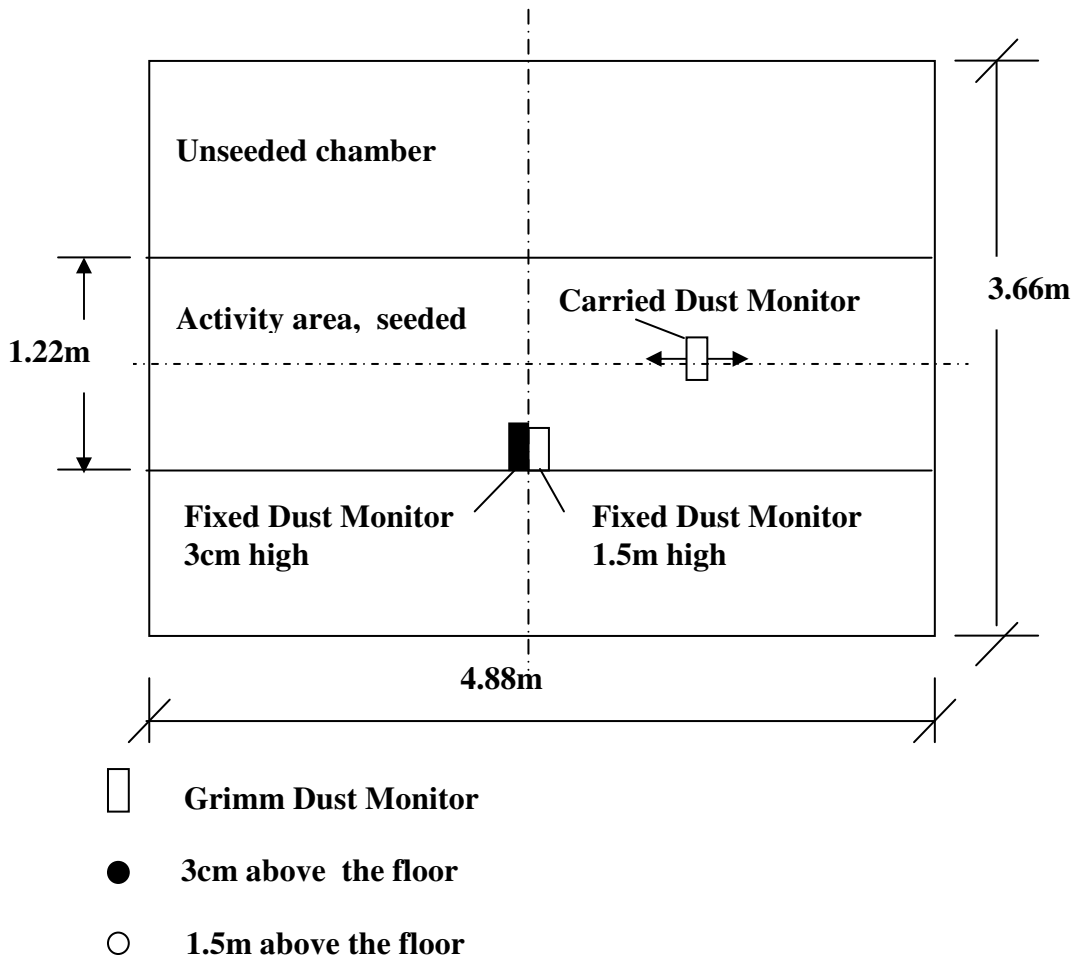 Unseeded chamber
3.66m
Carried Dust Monitor
Activity area, seeded
1.22m
Fixed Dust Monitor
3cm high
Fixed Dust Monitor
1.5m high
4.88m
Grimm Dust Monitor
3cm above the floor
1.5m above the floor